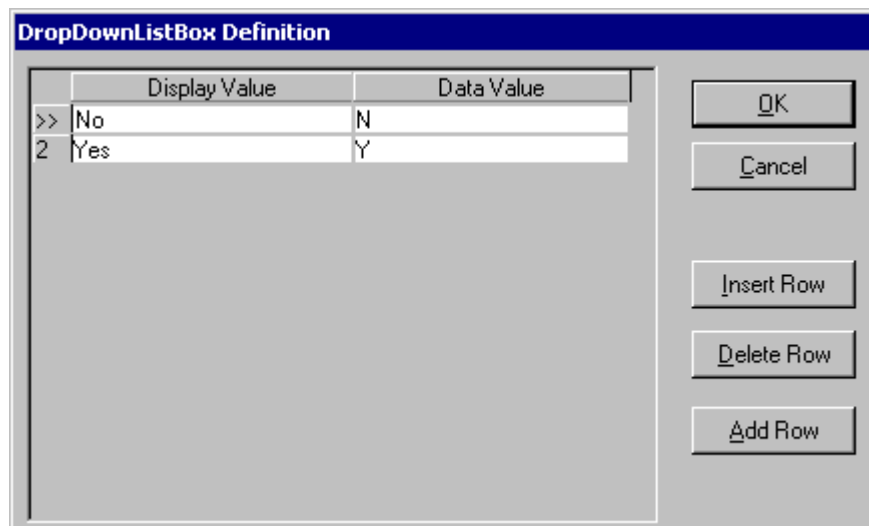 DropDownListBox Definition
Display Value Data Value
>> No N
2 Yes Y
OK
Cancel
Insert Row
Delete Row
Add Row